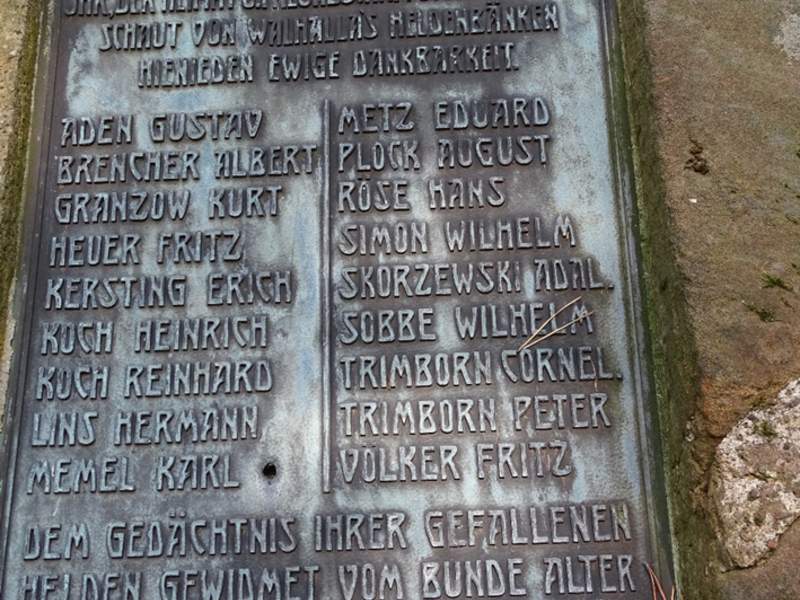 SCHAUT VON WALHALLA'S HELDENBÄNKEN
HIENIEDEN EWIGE DANKBARKEIT.
ADEN GUSTAV
BRENCHER ALBERT
GRANZOW KURT
HEUER FRITZ
KERSTING ERICH
KOCH HEINRICH
KOCH REINHARD
LINS HERMANN
MEMEL KARL
METZ EDUARD
PLOCK AUGUST
RÖSE HANS
SIMON WILHELM
SKORZEWSKI ADAL.
SOBBE WILHELM
TRIMBORN CORNEL.
TRIMBORN PETER
VÖLKER FRITZ
DEM GEDÄCHTNIS IHRER GEFALLENEN
HELDEN GEWIDMET VOM BUNDE ALTER